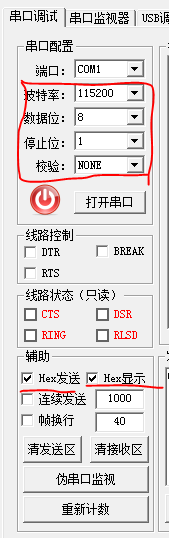 串口调试 串口监视器 USB调
串口配置
端口: COM1
波特率: 115200
数据位: 8
停止位: 1
校验: NONE
打开串口
线路控制
DTR BREAK
RTS
线路状态（只读）
CTS DSR
RING RLSD
辅助
Hex发送 Hex显示
连续发送 1000
帧换行 40
清发送区 清接收区
伪串口监视
重新计数